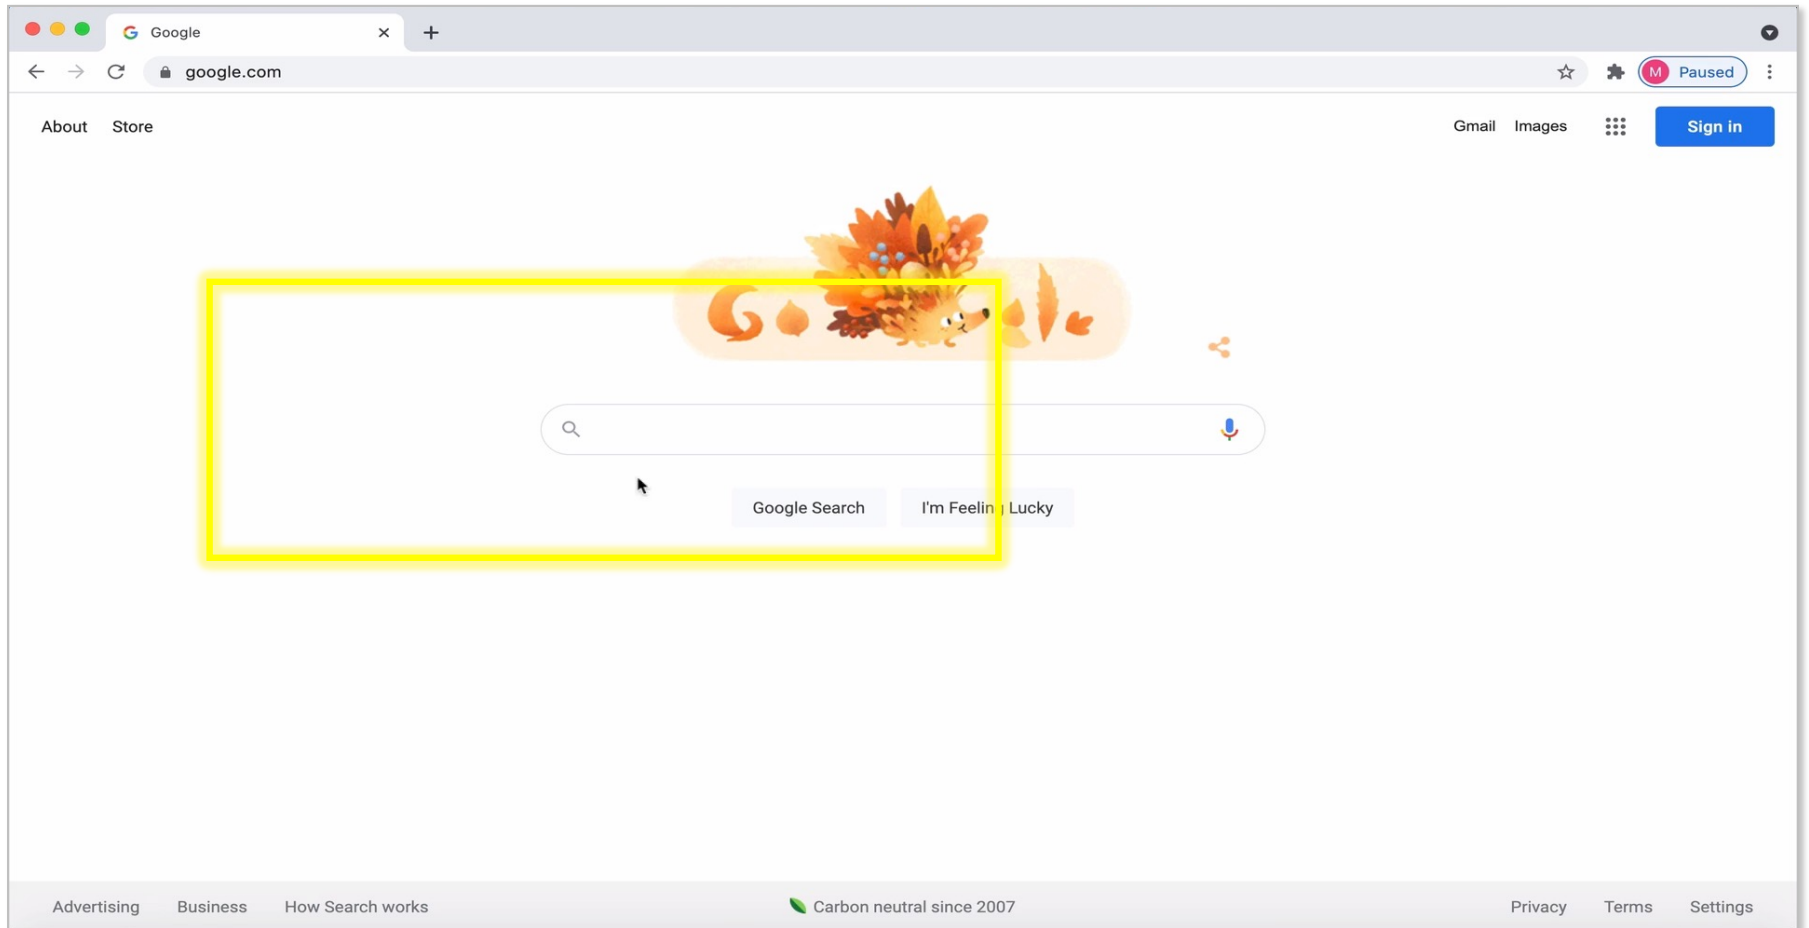 Google
google.com
M Paused
About Store
Gmail Images
Sign in
Google Search
I'm Feeling Lucky
Advertising Business How Search works
Carbon neutral since 2007
Privacy Terms Settings